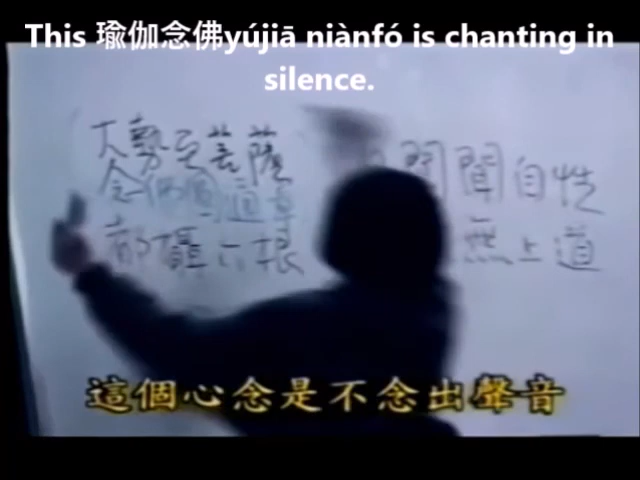 This 瑜伽念佛yújiā niànfó is chanting in
silence.
大勢至菩薩
念佛圓通章
都攝六根
聞聞自性
無上道
這個心念是不念出聲音